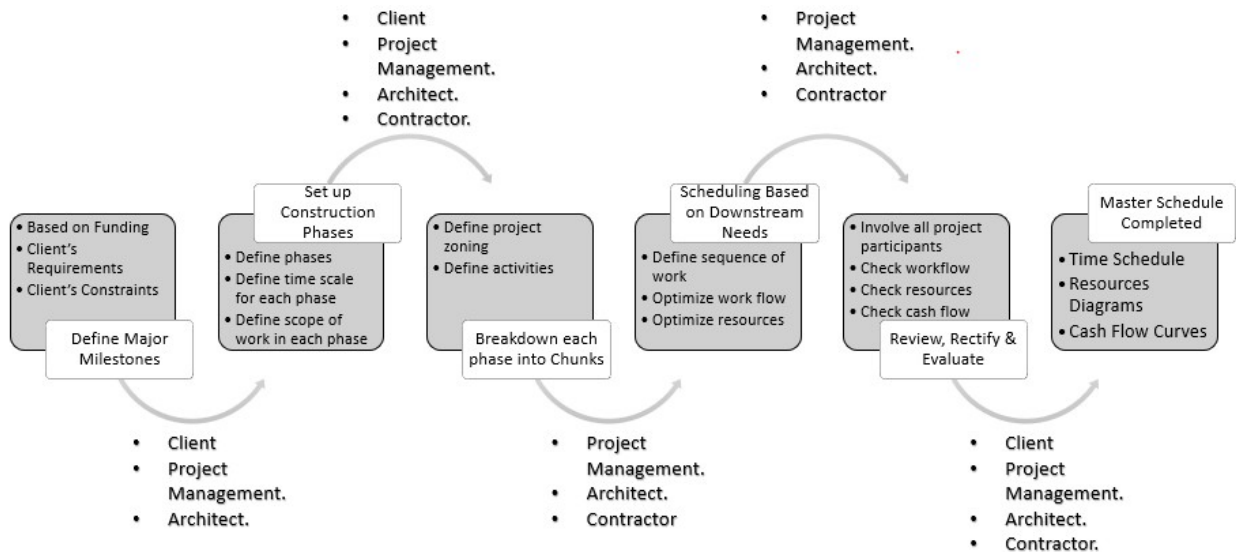 • Client
• Project
Management.
• Architect.
• Contractor.
• Project
Management.
• Architect.
• Contractor
• Based on Funding
• Client's
Requirements
• Client's Constraints
Define Major
Milestones
Set up
Construction
Phases
• Define phases
• Define time scale
for each phase
• Define scope of
work in each phase
• Define project
zoning
• Define activities
Breakdown each
phase into Chunks
Scheduling Based
on Downstream
Needs
• Define sequence of
work
• Optimize work flow
• Optimize resources
• Involve all project
participants
• Check workflow
• Check resources
• Check cash flow
Review, Rectify &
Evaluate
Master Schedule
Completed
• Time Schedule
• Resources
Diagrams
• Cash Flow Curves
• Client
• Project
Management.
• Architect.
• Project
Management.
• Architect.
• Contractor
• Client
• Project
Management.
• Architect.
• Contractor.